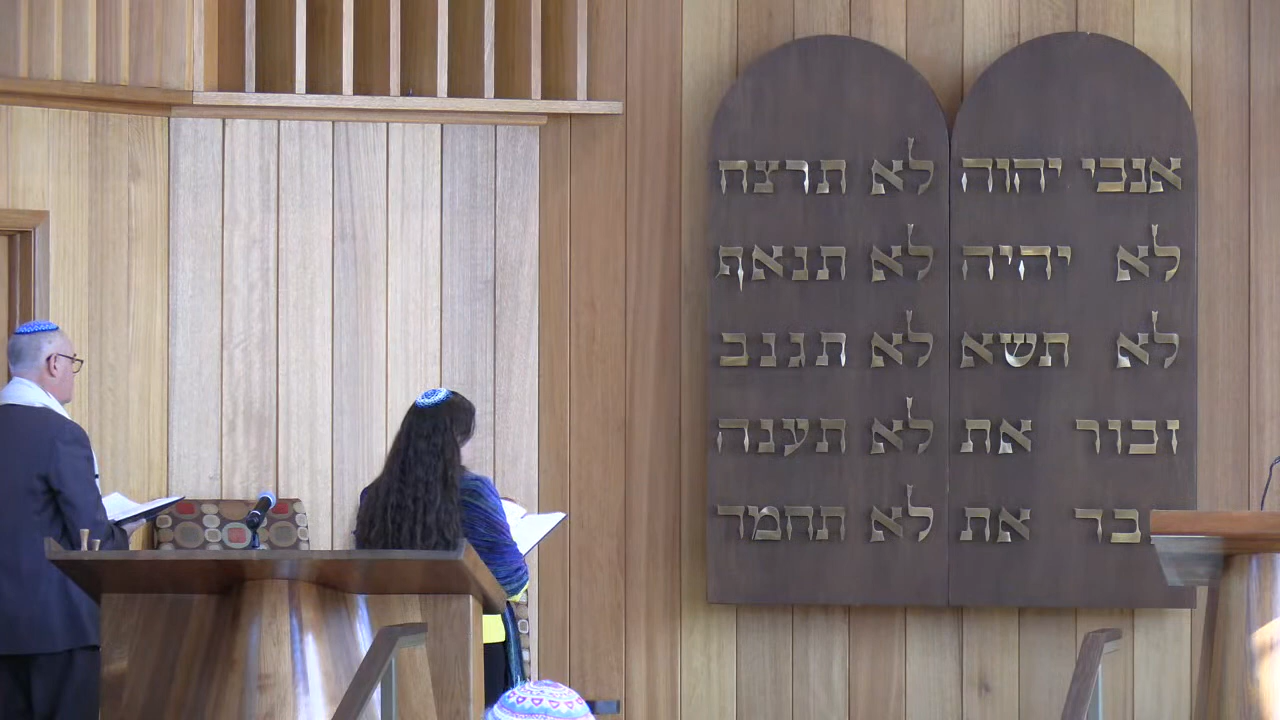 אנכי יהוה
לא יהיה
לא תשא
זכור את
בד את
לא תרצח
לא תנאף
לא תגנב
לא תענה
לא תחמד